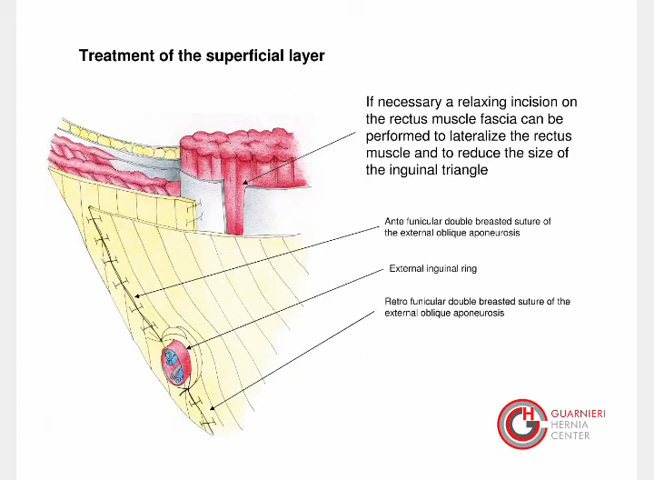 Treatment of the superficial layer
If necessary a relaxing incision on
the rectus muscle fascia can be
performed to lateralize the rectus
muscle and to reduce the size of
the inguinal triangle
Ante funicular double breasted suture of
the external oblique aponeurosis
External inguinal ring
Retro funicular double breasted suture of the
external oblique aponeurosis
GUARNIERI
HERNIA
CENTER